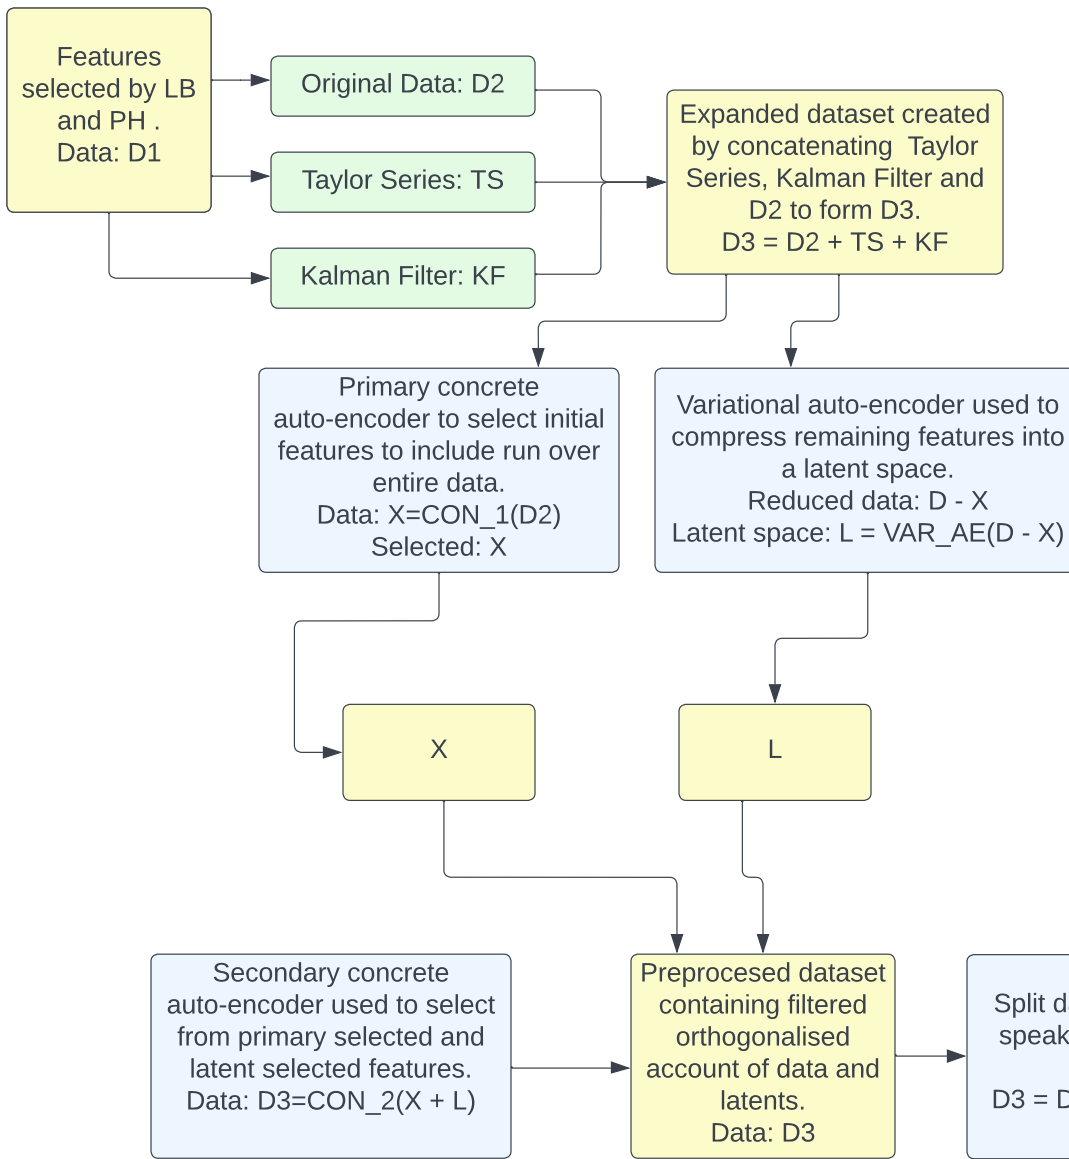 Features
selected by LB
and PH .
Data: D1
Original Data: D2
Taylor Series: TS
Kalman Filter: KF
Expanded dataset created
by concatenating  Taylor
Series, Kalman Filter and
D2 to form D3.
D3 = D2 + TS + KF
Primary concrete
auto-encoder to select initial
features to include run over
entire data.
Data: X=CON_1(D2)
Selected: X
Variational auto-encoder used to
compress remaining features into
a latent space.
Reduced data: D - X
Latent space: L = VAR_AE(D - X)
X
L
Secondary concrete
auto-encoder used to select
from primary selected and
latent selected features.
Data: D3=CON_2(X + L)
Preprocesed dataset
containing filtered
orthogonalised
account of data and
latents.
Data: D3
Split
D3 =